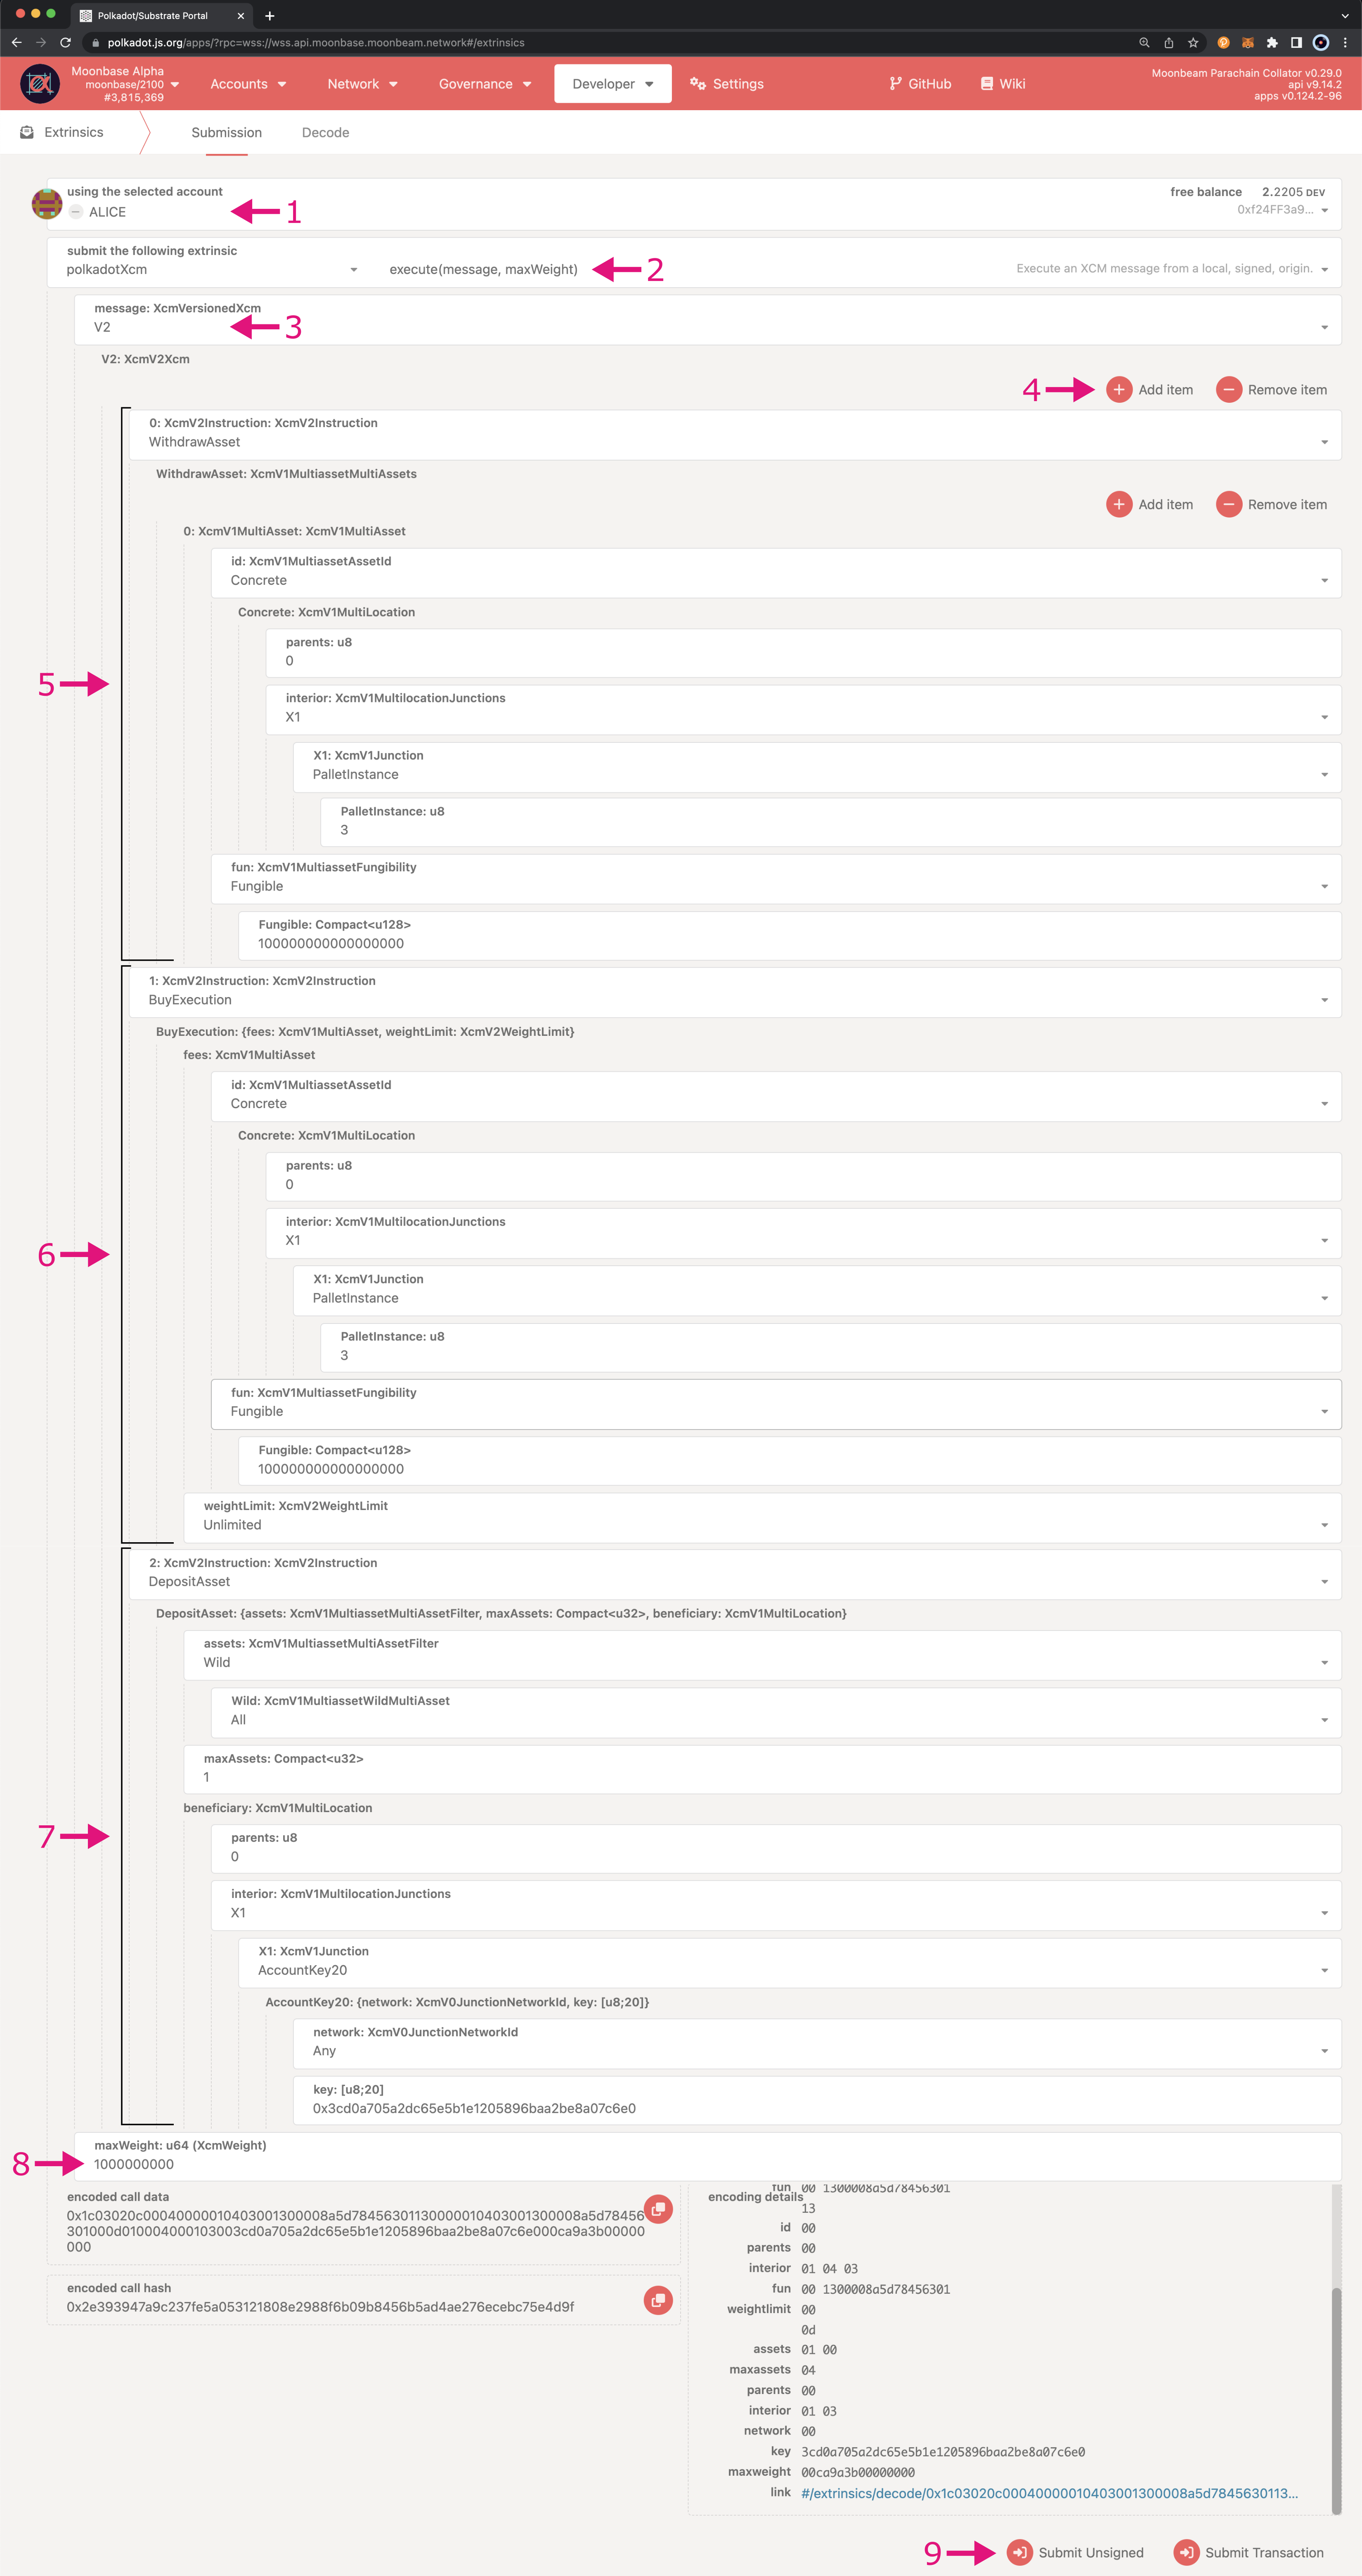 Polkadot/Substrate Portal
polkadot.js.org/apps/?rpc=wss://wss.api.moonbase.moonbeam.network#/extrinsics
Moonbase Alpha
moonbase/2100
#3,815,369
Accounts
Network
Governance
Developer
Settings
GitHub
Wiki
Moonbeam Parachain Collator v0.29.0
api v9.14.2
apps v0.124.2-96
Extrinsics
Submission
Decode
using the selected account
ALICE
1
free balance 2.2205 DEV
0xf24FF3a9...
submit the following extrinsic
polkadotXcm
execute(message, maxWeight)
2
Execute an XCM message from a local, signed, origin.
message: XcmVersionedXcm
V2
3
V2: XcmV2Xcm
4
Add item
Remove item
0: XcmV2Instruction: XcmV2Instruction
WithdrawAsset
WithdrawAsset: XcmV1MultiassetMultiAssets
Add item
Remove item
0: XcmV1MultiAsset: XcmV1MultiAsset
id: XcmV1MultiassetAssetId
Concrete
Concrete: XcmV1MultiLocation
parents: u8
0
5
interior: XcmV1MultilocationJunctions
X1
X1: XcmV1Junction
PalletInstance
PalletInstance: u8
3
fun: XcmV1MultiassetFungibility
Fungible
Fungible: Compact<u128>
100000000000000000
1: XcmV2Instruction: XcmV2Instruction
BuyExecution
BuyExecution: {fees: XcmV1MultiAsset, weightLimit: XcmV2WeightLimit}
fees: XcmV1MultiAsset
id: XcmV1MultiassetAssetId
Concrete
Concrete: XcmV1MultiLocation
parents: u8
0
interior: XcmV1MultilocationJunctions
X1
6
X1: XcmV1Junction
PalletInstance
PalletInstance: u8
3
fun: XcmV1MultiassetFungibility
Fungible
Fungible: Compact<u128>
100000000000000000
weightLimit: XcmV2WeightLimit
Unlimited
2: XcmV2Instruction: XcmV2Instruction
DepositAsset
DepositAsset: {assets: XcmV1MultiassetMultiAssetFilter, maxAssets: Compact<u32>, beneficiary: XcmV1MultiLocation}
assets: XcmV1MultiassetMultiAssetFilter
Wild
Wild: XcmV1MultiassetWildMultiAsset
All
maxAssets: Compact<u32>
1
beneficiary: XcmV1MultiLocation
7
parents: u8
0
interior: XcmV1MultilocationJunctions
X1
X1: XcmV1Junction
AccountKey20
AccountKey20: {network: XcmV0JunctionNetworkId, key: [u8;20]}
network: XcmV0JunctionNetworkId
Any
key: [u8;20]
0x3cd0a705a2dc65e5b1e1205896baa2be8a07c6e0
maxWeight: u64 (XcmWeight)
8
1000000000
encoded call data
0x1c03020c00040000010403001300008a5d78456301130000010403001300008a5d78456
301000d010004000103003cd0a705a2dc65e5b1e1205896baa2be8a07c6e000ca9a3b00000
000
encoded call hash
0x2e393947a9c237fe5a053121808e2988f6b09b8456b5ad4ae276ecebc75e4d9f
encoding details
fun 00 1300008a5d78456301
13
id 00
parents 00
interior 01 04 03
fun 00 1300008a5d78456301
weightlimit 00
0d
assets 01 00
maxassets 04
parents 00
interior 01 03
network 00
key 3cd0a705a2dc65e5b1e1205896baa2be8a07c6e0
maxweight 00ca9a3b00000000
link #/extrinsics/decode/0x1c03020c00040000010403001300008a5d7845630113...
9
Submit Unsigned
Submit Transaction